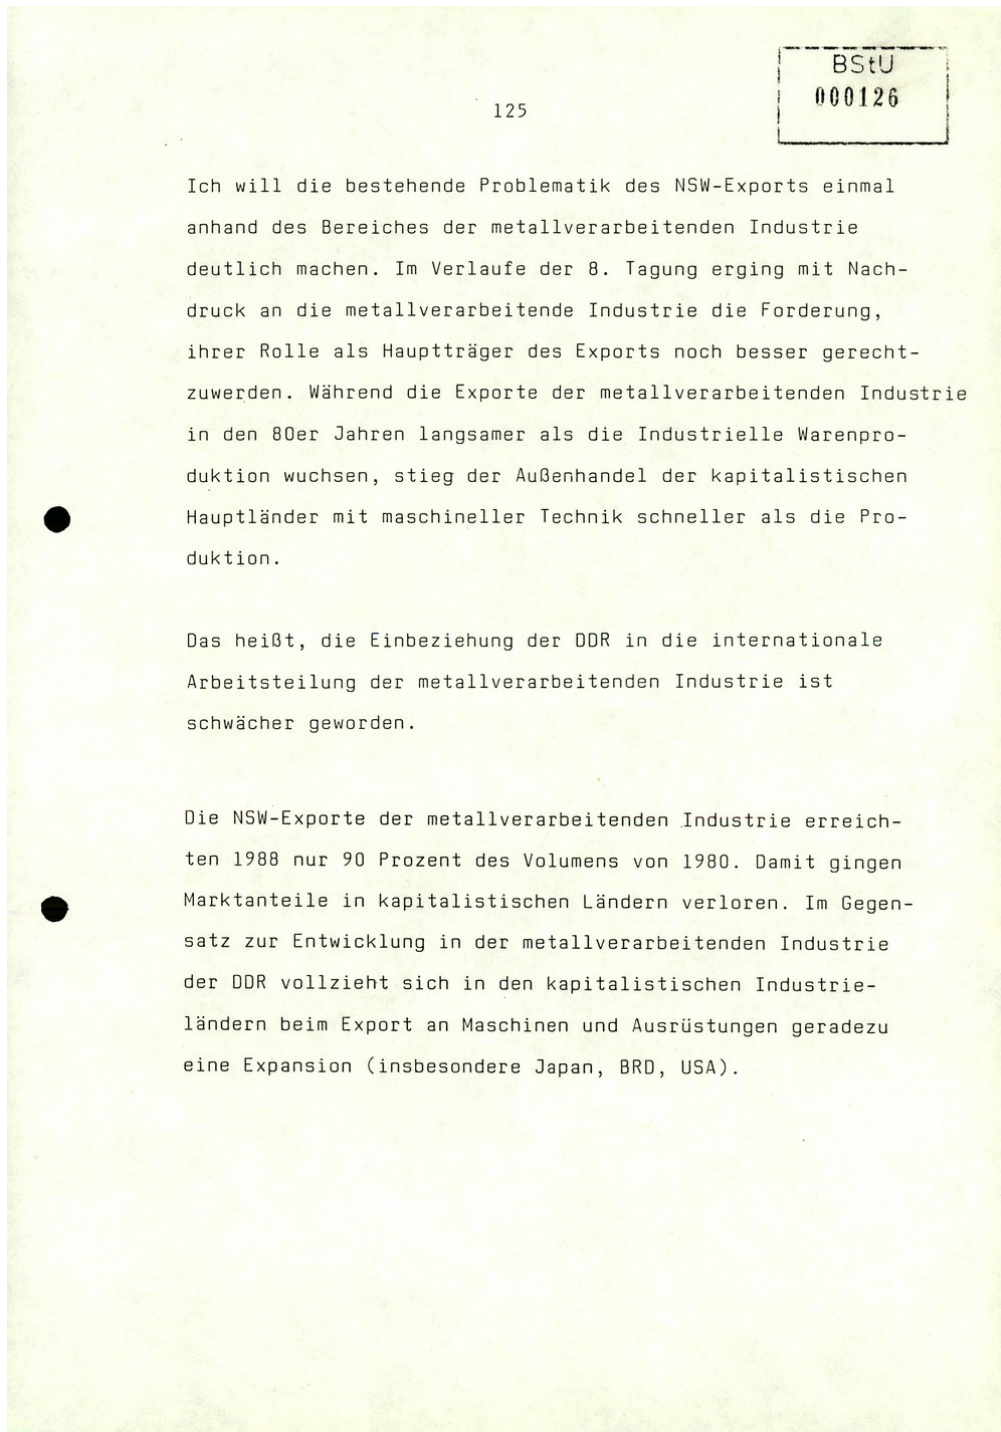 BStU
000126
125
Ich will die bestehende Problematik des NSW-Exports einmal
anhand des Bereiches der metallverarbeitenden Industrie
deutlich machen. Im Verlaufe der 8. Tagung erging mit Nach-
druck an die metallverarbeitende Industrie die Forderung,
ihrer Rolle als Hauptträger des Exports noch besser gerecht-
zuwerden. Während die Exporte der metallverarbeitenden Industrie
in den 80er Jahren langsamer als die Industrielle Warenpro-
duktion wuchsen, stieg der Außenhandel der kapitalistischen
Hauptländer mit maschineller Technik schneller als die Pro-
duktion.
Das heißt, die Einbeziehung der DDR in die internationale
Arbeitsteilung der metallverarbeitenden Industrie ist
schwächer geworden.
Die NSW-Exporte der metallverarbeitenden Industrie erreich-
ten 1988 nur 90 Prozent des Volumens von 1980. Damit gingen
Marktanteile in kapitalistischen Ländern verloren. Im Gegen-
satz zur Entwicklung in der metallverarbeitenden Industrie
der DDR vollzieht sich in den kapitalistischen Industrie-
ländern beim Export an Maschinen und Ausrüstungen geradezu
eine Expansion (insbesondere Japan, BRD, USA).